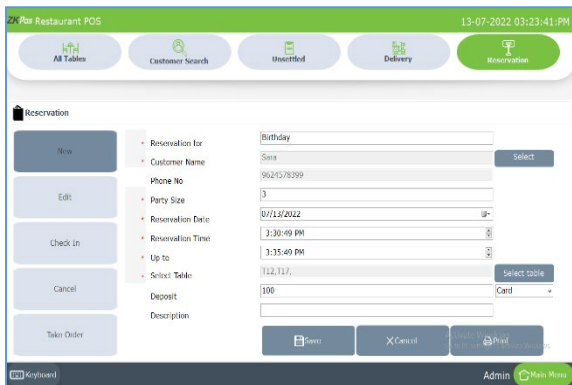 ZKPos Restaurant POS 13-07-2022 03:23:41:PM
All Tables Customer Search Unsettled Delivery Reservation
Reservation
New
Edit
Check In
Cancel
Take Order
* Reservation for Birthday
* Customer Name Sara Select
Phone No 9624578399
* Party Size 3
* Reservation Date 07/13/2022
* Reservation Time 3:30:49 PM
* Up to 3:35:49 PM
* Select Table T12,T17, Select table
Deposit 100 Card
Description
Save Cancel Print
Keyboard Admin Main Menu